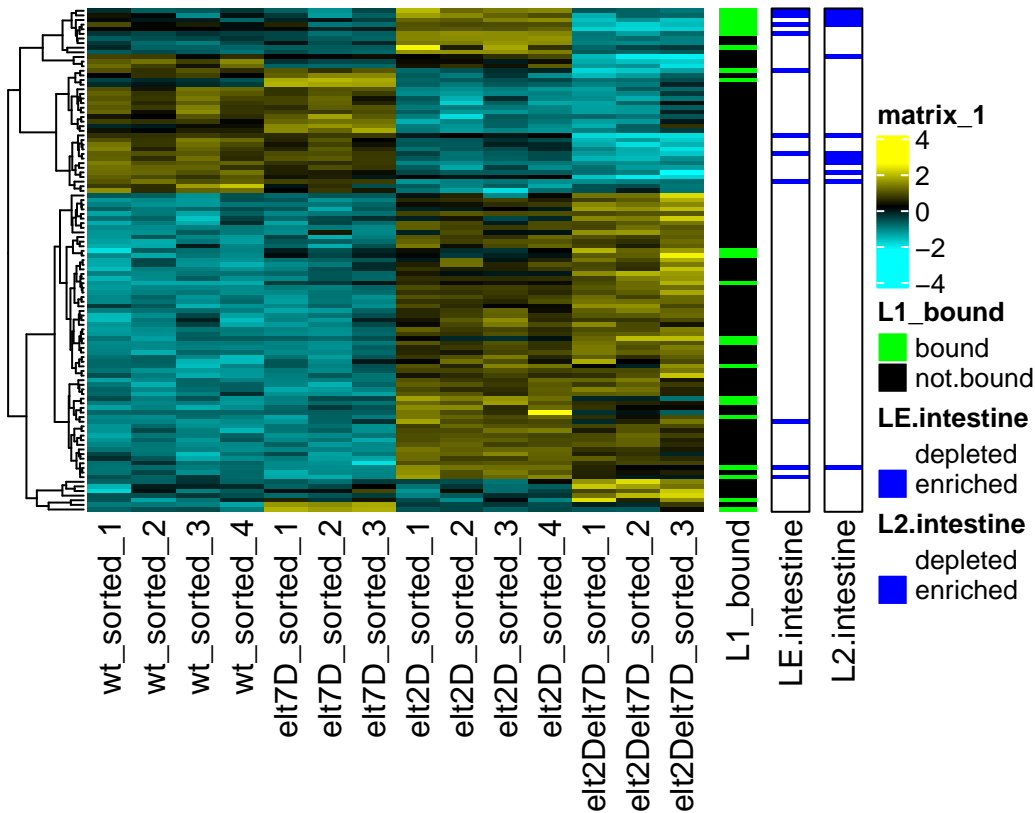 matrix_1
4
2
0
−2
−4
L1_bound
bound
not.bound
LE.intestine
depleted
enriched
L2.intestine
depleted
enriched
wt_sorted_1
wt_sorted_2
wt_sorted_3
wt_sorted_4
elt7D_sorted_1
elt7D_sorted_2
elt7D_sorted_3
elt2D_sorted_1
elt2D_sorted_2
elt2D_sorted_3
elt2D_sorted_4
elt2Delt7D_sorted_1
elt2Delt7D_sorted_2
elt2Delt7D_sorted_3
L1_bound
LE.intestine
L2.intestine